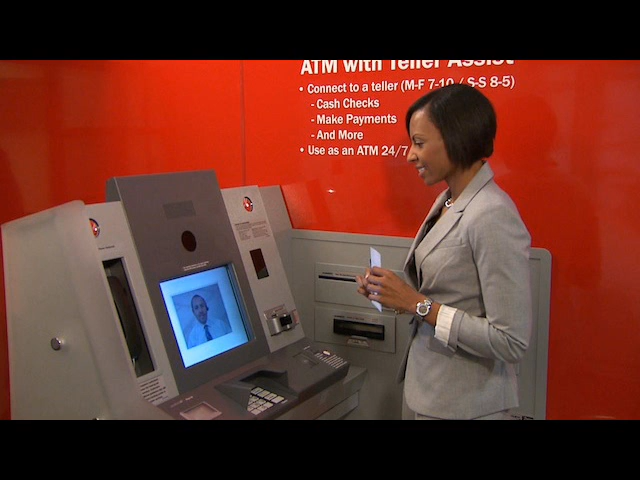 ATM with Teller Assist
• Connect to a teller (M-F 7-10 / S-S 8-5)
- Cash Checks
- Make Payments
- And More
• Use as an ATM 24/7